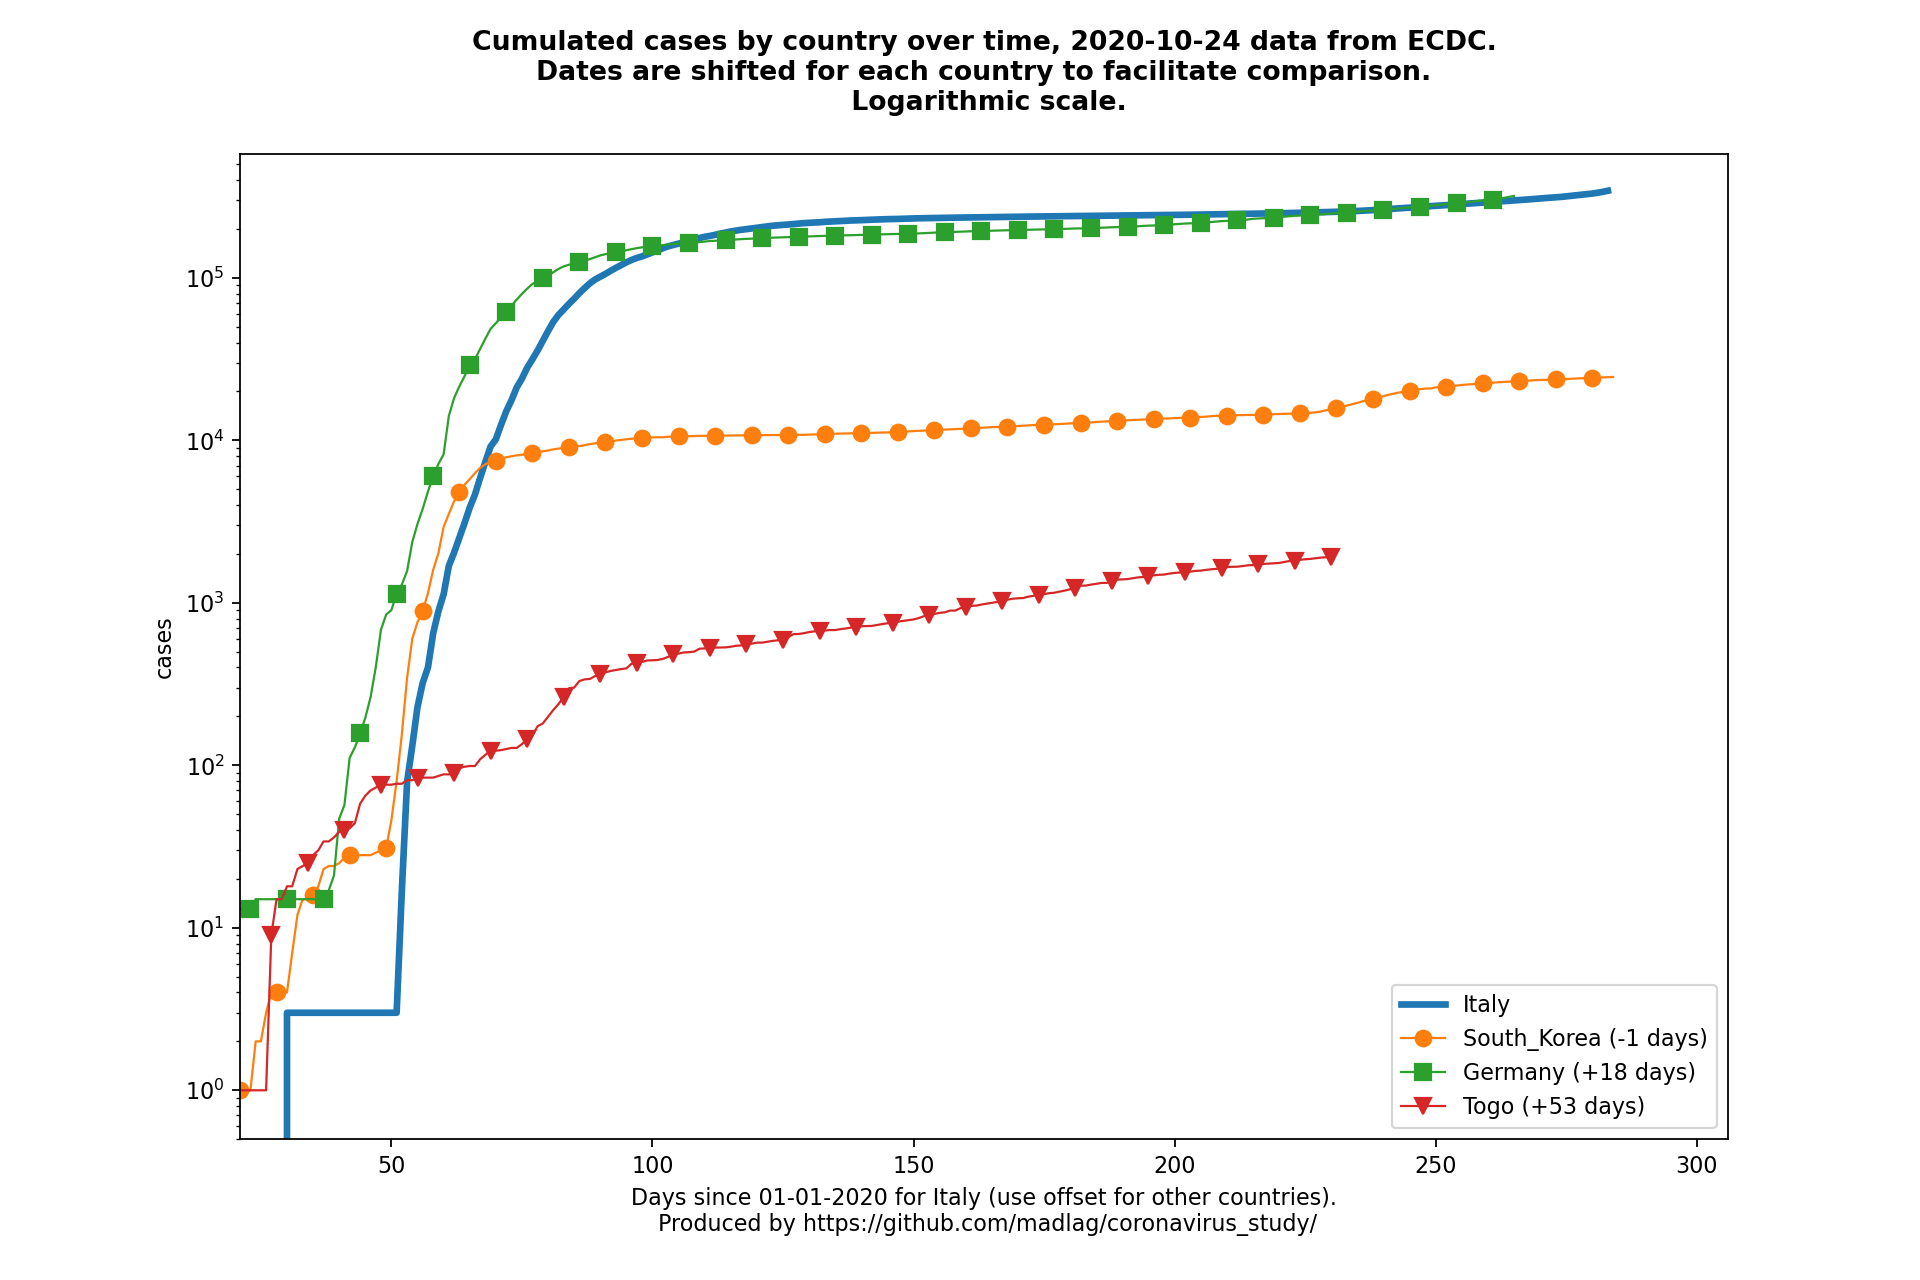 Cumulated cases by country over time, 2020-10-24 data from ECDC.
Dates are shifted for each country to facilitate comparison.
Logarithmic scale.
cases
10^5
10^4
10^3
10^2
10^1
10^0
50
100
150
200
250
300
Italy
South_Korea (-1 days)
Germany (+18 days)
Togo (+53 days)
Days since 01-01-2020 for Italy (use offset for other countries).
Produced by https://github.com/madlag/coronavirus_study/